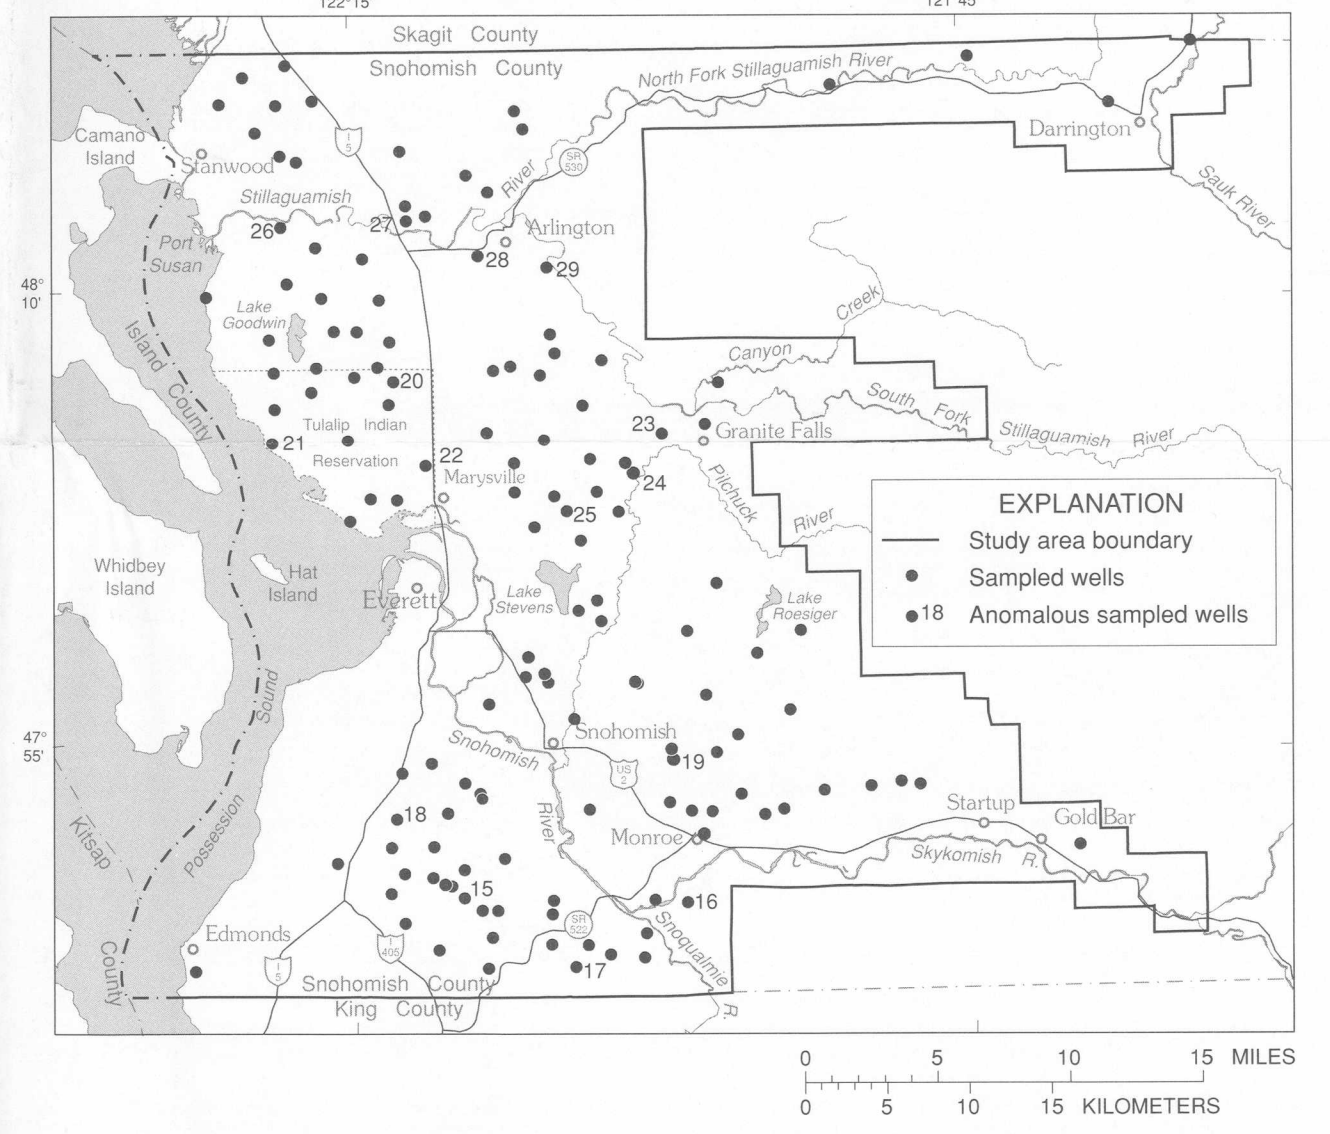 122°15'
121°45'
Skagit County
Snohomish County
North Fork Stillaguamish River
Camano
Island
Stanwood
I
5
SR
530
Darrington
Sauk River
Stillaguamish
River
26
27
Arlington
Port
Susan
28
29
48°
10'
Lake
Goodwin
Creek
Canyon
Island County
20
South Fork
Tulalip Indian
23
Granite Falls
Stillaguamish River
21
Reservation
22
Marysville
24
Pilchuck
River
25
EXPLANATION
Study area boundary
Sampled wells
18 Anomalous sampled wells
Whidbey
Island
Hat
Island
Everett
Lake
Stevens
Lake
Roesiger
Sound
Snohomish
Snohomish
47°
55'
19
US
2
Possession
Kitsap
18
River
Monroe
Startup
Gold Bar
Skykomish R.
15
16
SR
522
Snoqualmie
R.
Edmonds
County
I
405
I
5
17
Snohomish County
King County
0 5 10 15 MILES
0 5 10 15 KILOMETERS